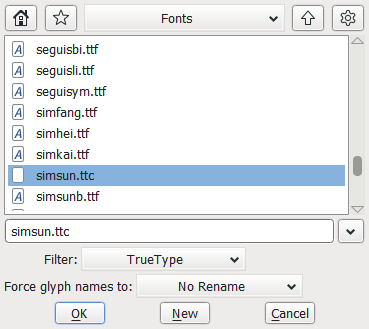 Fonts
seguisbi.ttf
seguisli.ttf
seguisym.ttf
simfang.ttf
simhei.ttf
simkai.ttf
simsun.ttc
simsunb.ttf
simsun.ttc
Filter: TrueType
Force glyph names to: No Rename
OK New Cancel